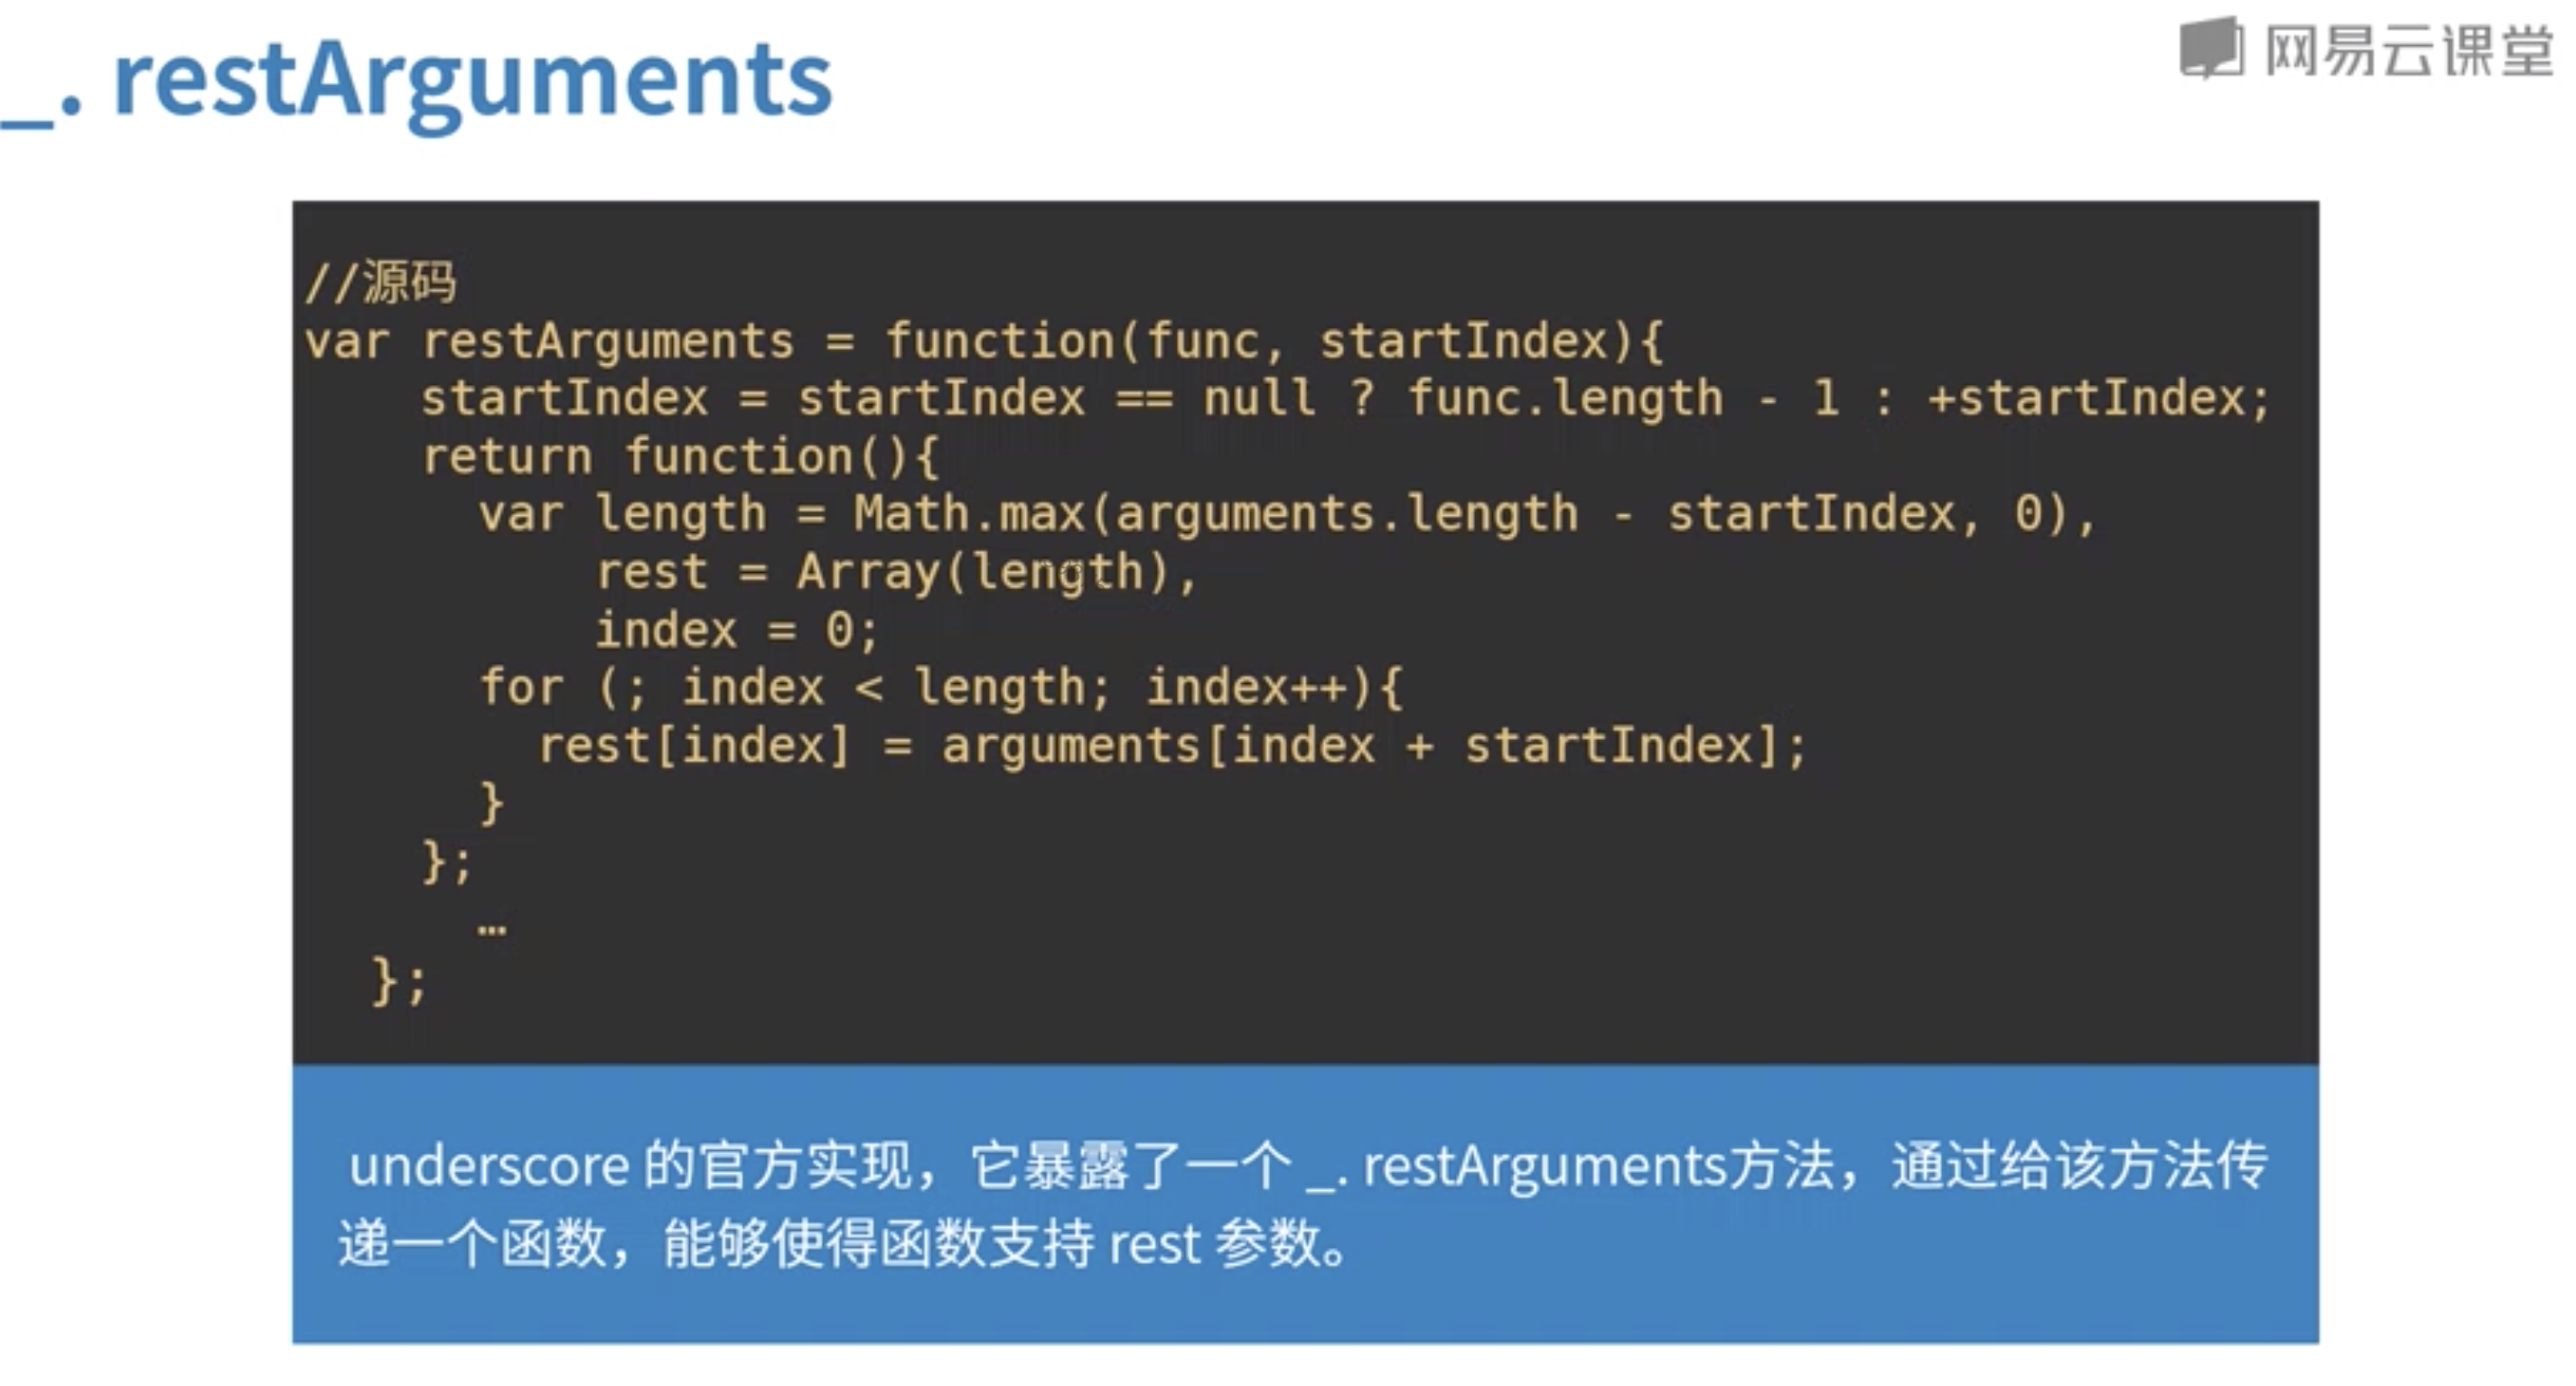 _. restArguments
网易云课堂
//源码
var restArguments = function(func, startIndex){
startIndex = startIndex == null ? func.length - 1 : +startIndex;
return function(){
var length = Math.max(arguments.length - startIndex, 0),
rest = Array(length),
index = 0;
for (; index < length; index++){
rest[index] = arguments[index + startIndex];
}
};
…
};
underscore 的官方实现，它暴露了一个 _. restArguments方法，通过给该方法传
递一个函数，能够使得函数支持 rest 参数。